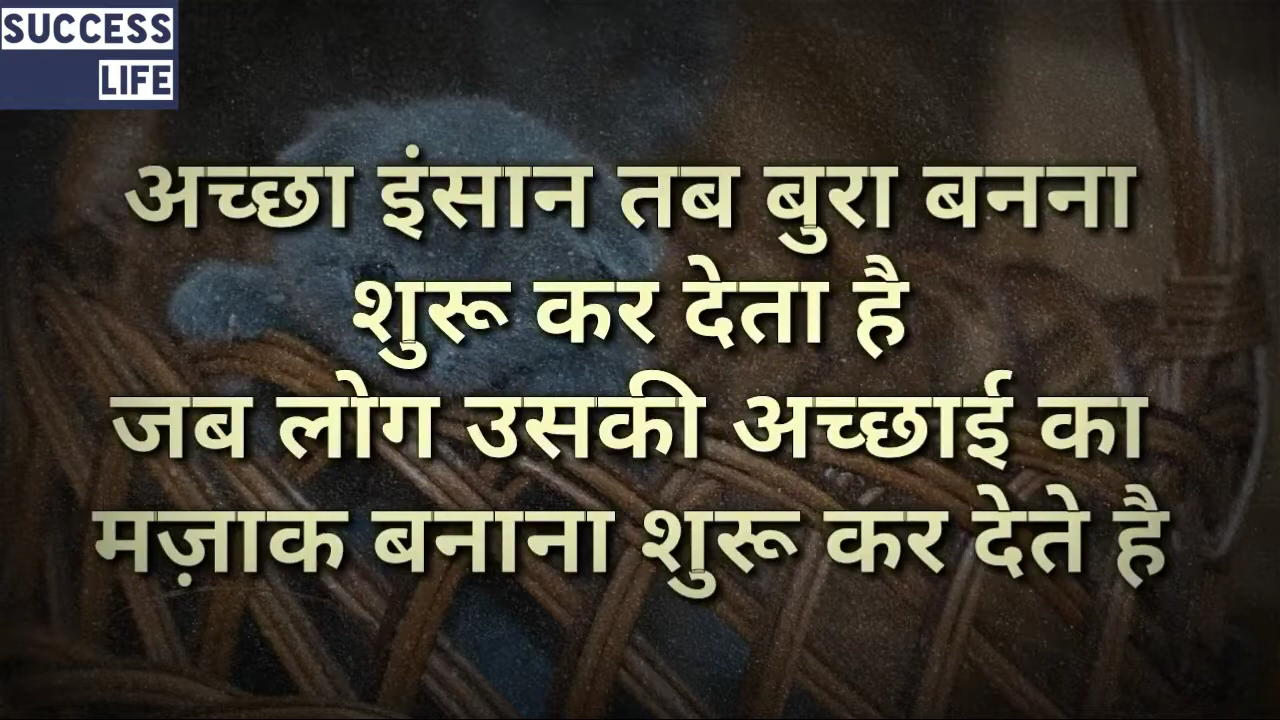 SUCCESS
LIFE
अच्छा इंसान तब बुरा बनना
शुरू कर देता है
जब लोग उसकी अच्छाई का
मज़ाक बनाना शुरू कर देते है